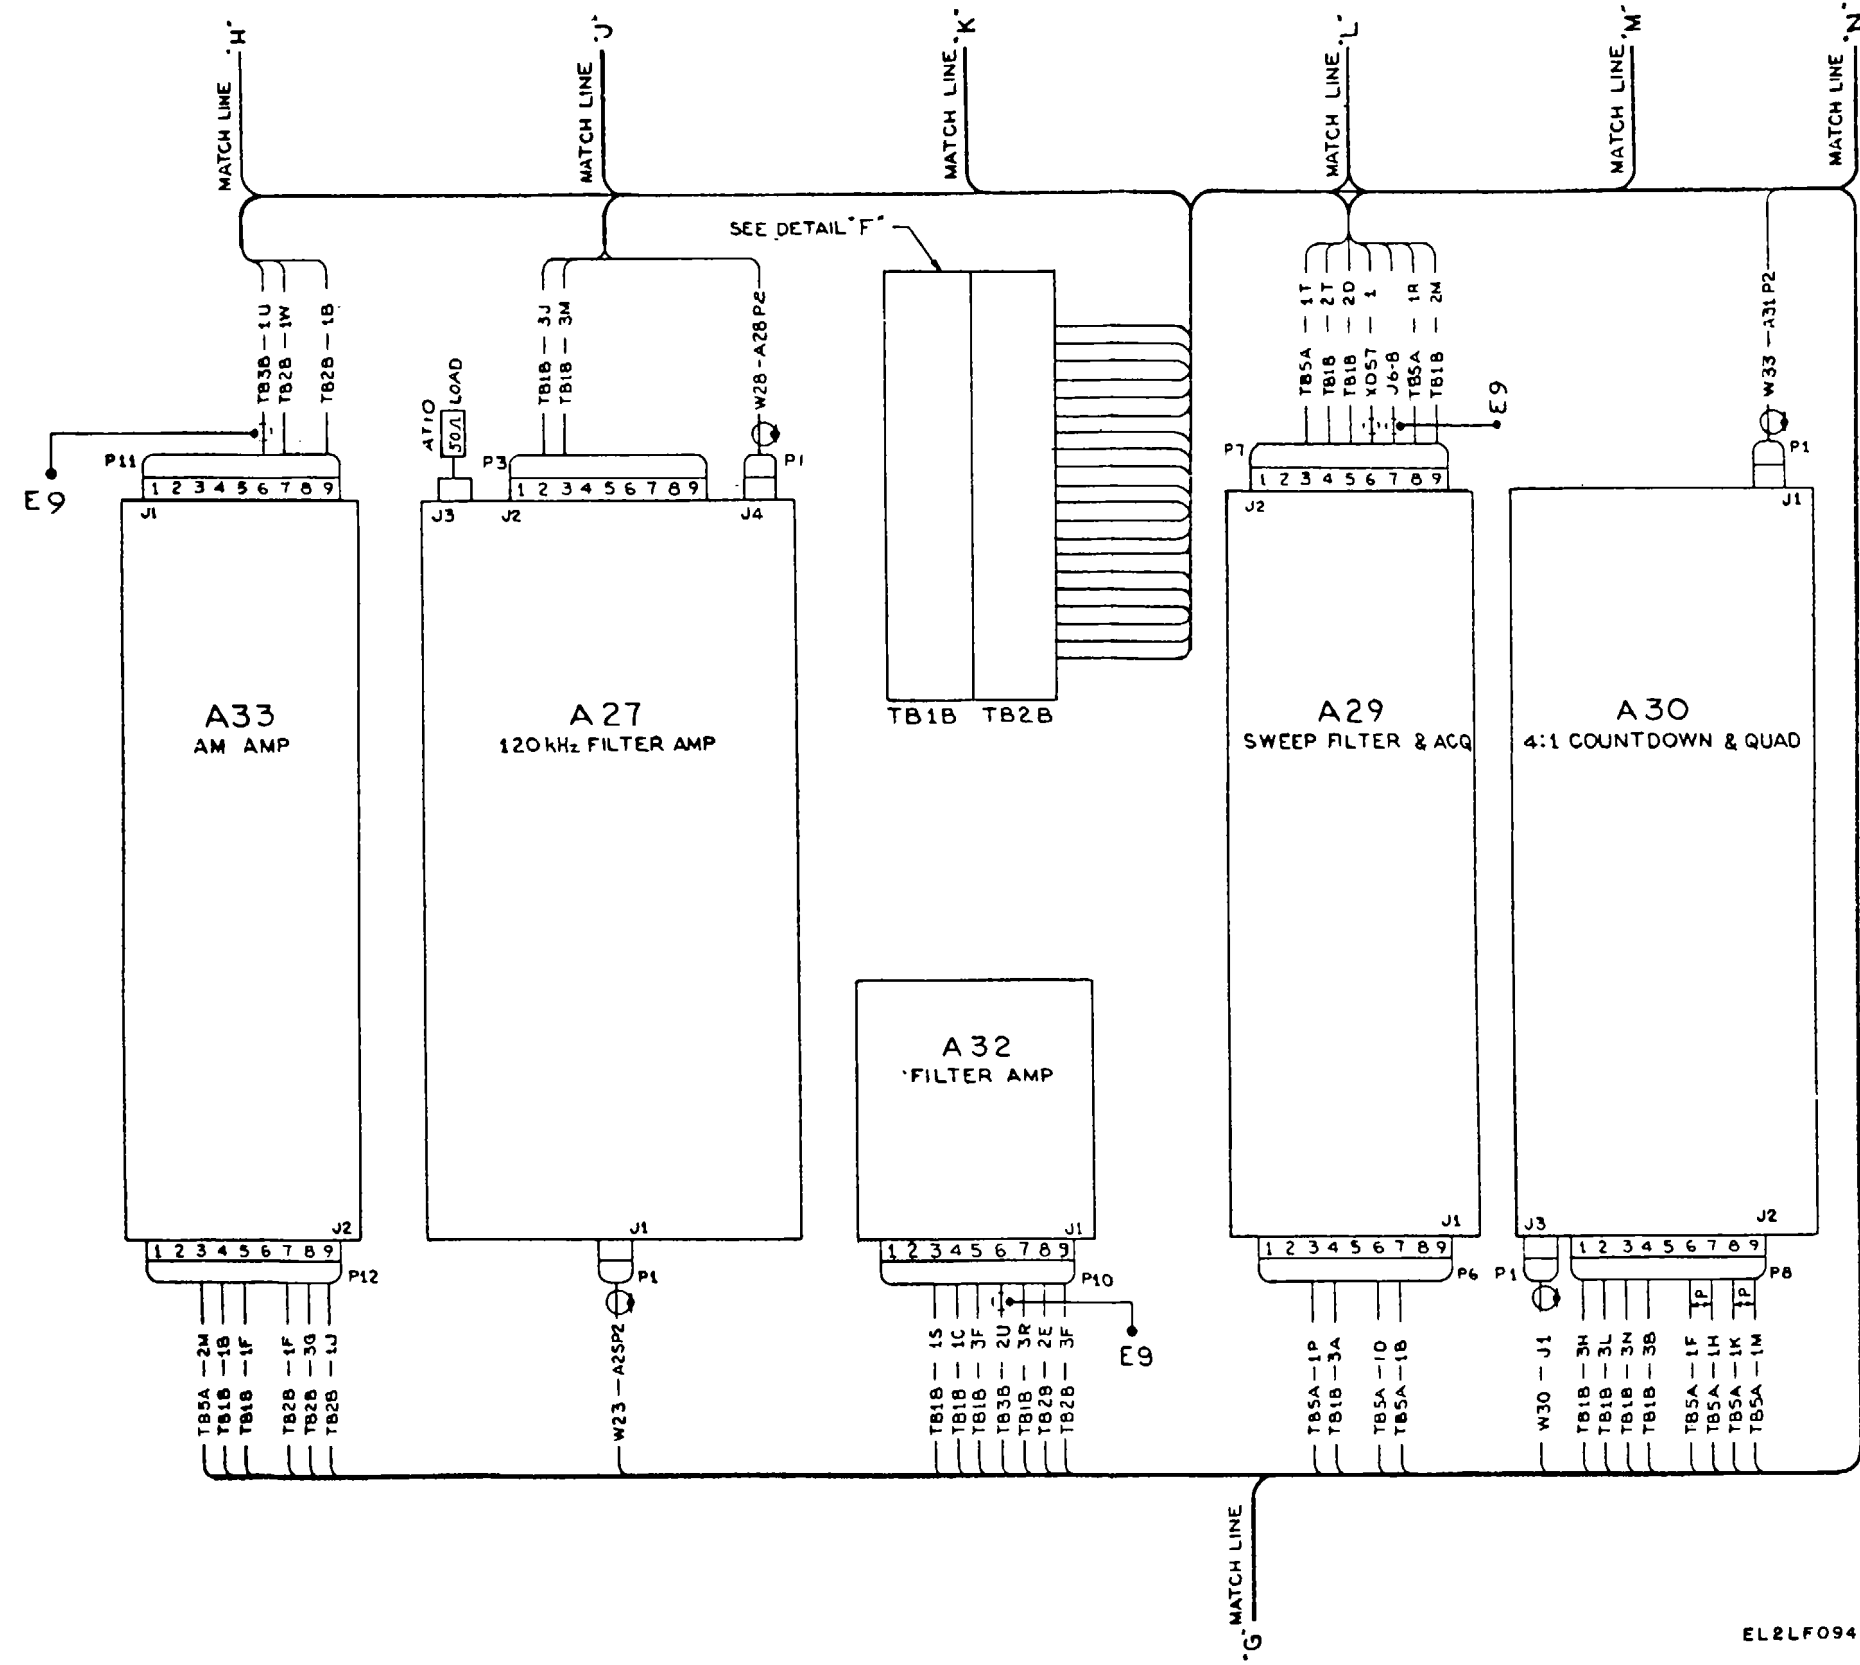 MATCH LINE "H"
MATCH LINE "J"
MATCH LINE "K"
MATCH LINE "L"
MATCH LINE "M"
MATCH LINE "N"
SEE DETAIL "F"
TB3B - 1U
TB2B - 1W
TB2B - 1B
E9
P11
1 2 3 4 5 6 7 8 9
J1
AT10
50Ω LOAD
TB1B - 3J
TB1B - 3M
W28 - A28P2
P3
1 2 3 4 5 6 7 8 9
P1
J3
J2
J4
TB5A - 1T
TB1B - 2T
TB1B - 2D
XDS7 - 1
J6-8
TB5A - 1R
TB1B - 2M
E9
P7
1 2 3 4 5 6 7 8 9
J2
W33 - A31P2
P1
J1
A33
AM AMP
A27
120 kHz FILTER AMP
TB1B TB2B
A29
SWEEP FILTER & ACQ
A30
4:1 COUNTDOWN & QUAD
A32
FILTER AMP
J2
1 2 3 4 5 6 7 8 9
P12
TB5A - 2M
TB1B - 1B
TB1B - 1F
TB2B - 1F
TB2B - 3G
TB2B - 1J
J1
P1
W23 - A25P2
J1
1 2 3 4 5 6 7 8 9
P10
TB1B - 1S
TB1B - 1C
TB1B - 3F
TB3B - 2U
TB1B - 3R
TB2B - 2E
TB2B - 3F
E9
J1
1 2 3 4 5 6 7 8 9
P6
TB5A - 1P
TB1B - 3A
TB5A - 1D
TB5A - 1B
J3
J2
P1
1 2 3 4 5 6 7 8 9
P8
P
P
W30 - J1
TB1B - 3H
TB1B - 3L
TB1B - 3N
TB1B - 3B
TB5A - 1F
TB5A - 1H
TB5A - 1K
TB5A - 1M
"G" MATCH LINE
EL2LF094